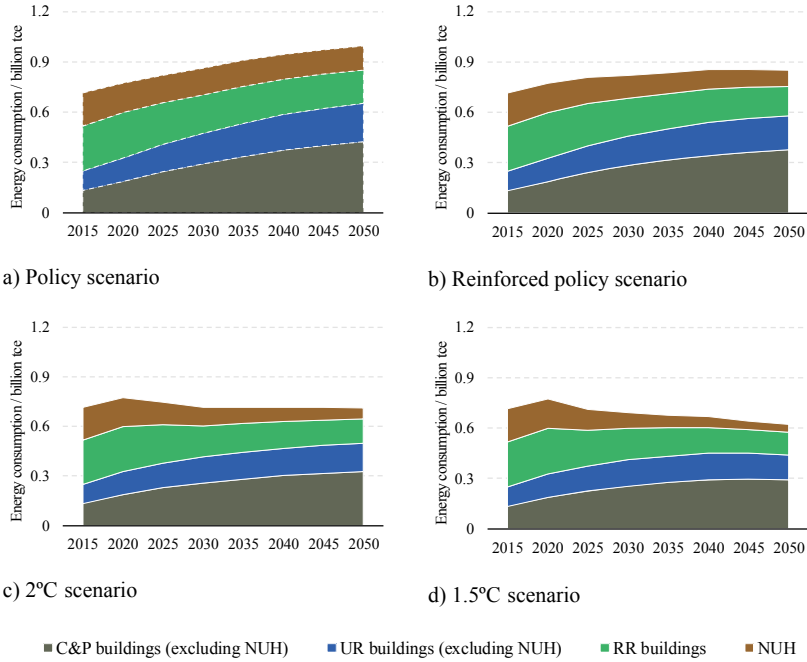 1.2
0.9
0.6
0.3
0
Energy consumption / billion tce
2015 2020 2025 2030 2035 2040 2045 2050
a) Policy scenario
1.2
0.9
0.6
0.3
0
Energy consumption / billion tce
2015 2020 2025 2030 2035 2040 2045 2050
b) Reinforced policy scenario
1.2
0.9
0.6
0.3
0
Energy consumption / billion tce
2015 2020 2025 2030 2035 2040 2045 2050
c) 2°C scenario
1.2
0.9
0.6
0.3
0
Energy consumption / billion tce
2015 2020 2025 2030 2035 2040 2045 2050
d) 1.5°C scenario
C&P buildings (excluding NUH) UR buildings (excluding NUH) RR buildings NUH